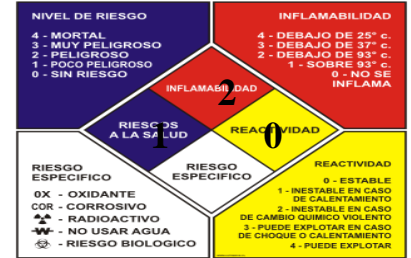 NIVEL DE RIESGO
4 - MORTAL
3 - MUY PELIGROSO
2 - PELIGROSO
1 - POCO PELIGROSO
0 - SIN RIESGO
INFLAMABILIDAD
4 - DEBAJO DE 25° c.
3 - DEBAJO DE 37° c.
2 - DEBAJO DE 93° c.
1 - SOBRE 93° c.
0 - NO SE
INFLAMA
INFLAMABILIDAD
2
RIESGOS
A LA SALUD
1
REACTIVIDAD
0
RIESGO
ESPECIFICO
RIESGO
ESPECIFICO
OX - OXIDANTE
COR - CORROSIVO
- RADIOACTIVO
W - NO USAR AGUA
- RIESGO BIOLOGICO
REACTIVIDAD
0 - ESTABLE
1 - INESTABLE EN CASO
DE CALENTAMIENTO
2 - INESTABLE EN CASO
DE CAMBIO QUIMICO VIOLENTO
3 - PUEDE EXPLOTAR EN CASO
DE CHOQUE O CALENTAMIENTO
4 - PUEDE EXPLOTAR